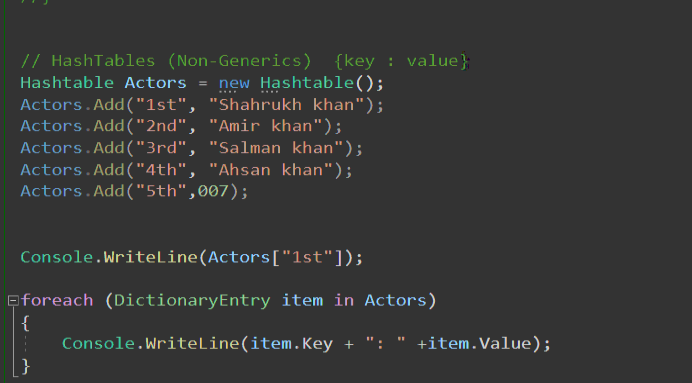 // HashTables (Non-Generics)  {key : value}
Hashtable Actors = new Hashtable();
Actors.Add("1st", "Shahrukh khan");
Actors.Add("2nd", "Amir khan");
Actors.Add("3rd", "Salman khan");
Actors.Add("4th", "Ahsan khan");
Actors.Add("5th",007);
Console.WriteLine(Actors["1st"]);
foreach (DictionaryEntry item in Actors)
{
    Console.WriteLine(item.Key + ": " +item.Value);
}